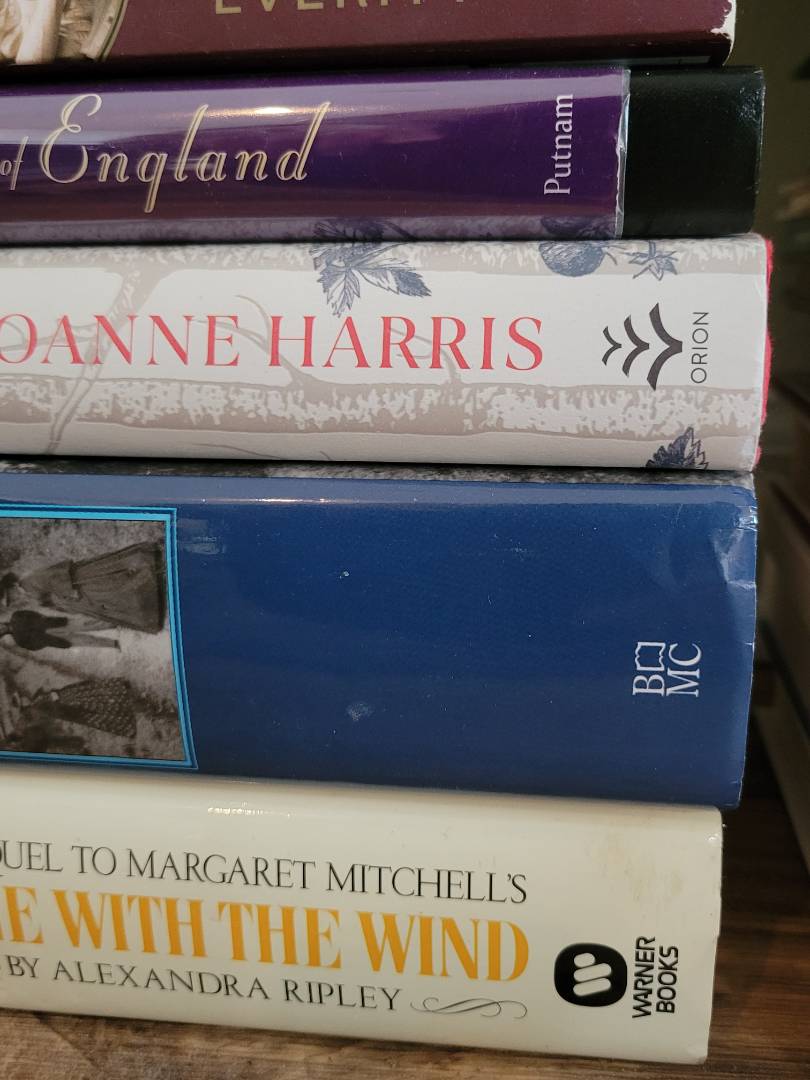 of England
Putnam
OANNE HARRIS
ORION
B
MC
QUEL TO MARGARET MITCHELL'S
E WITH THE WIND
BY ALEXANDRA RIPLEY
W
WARNER
BOOKS